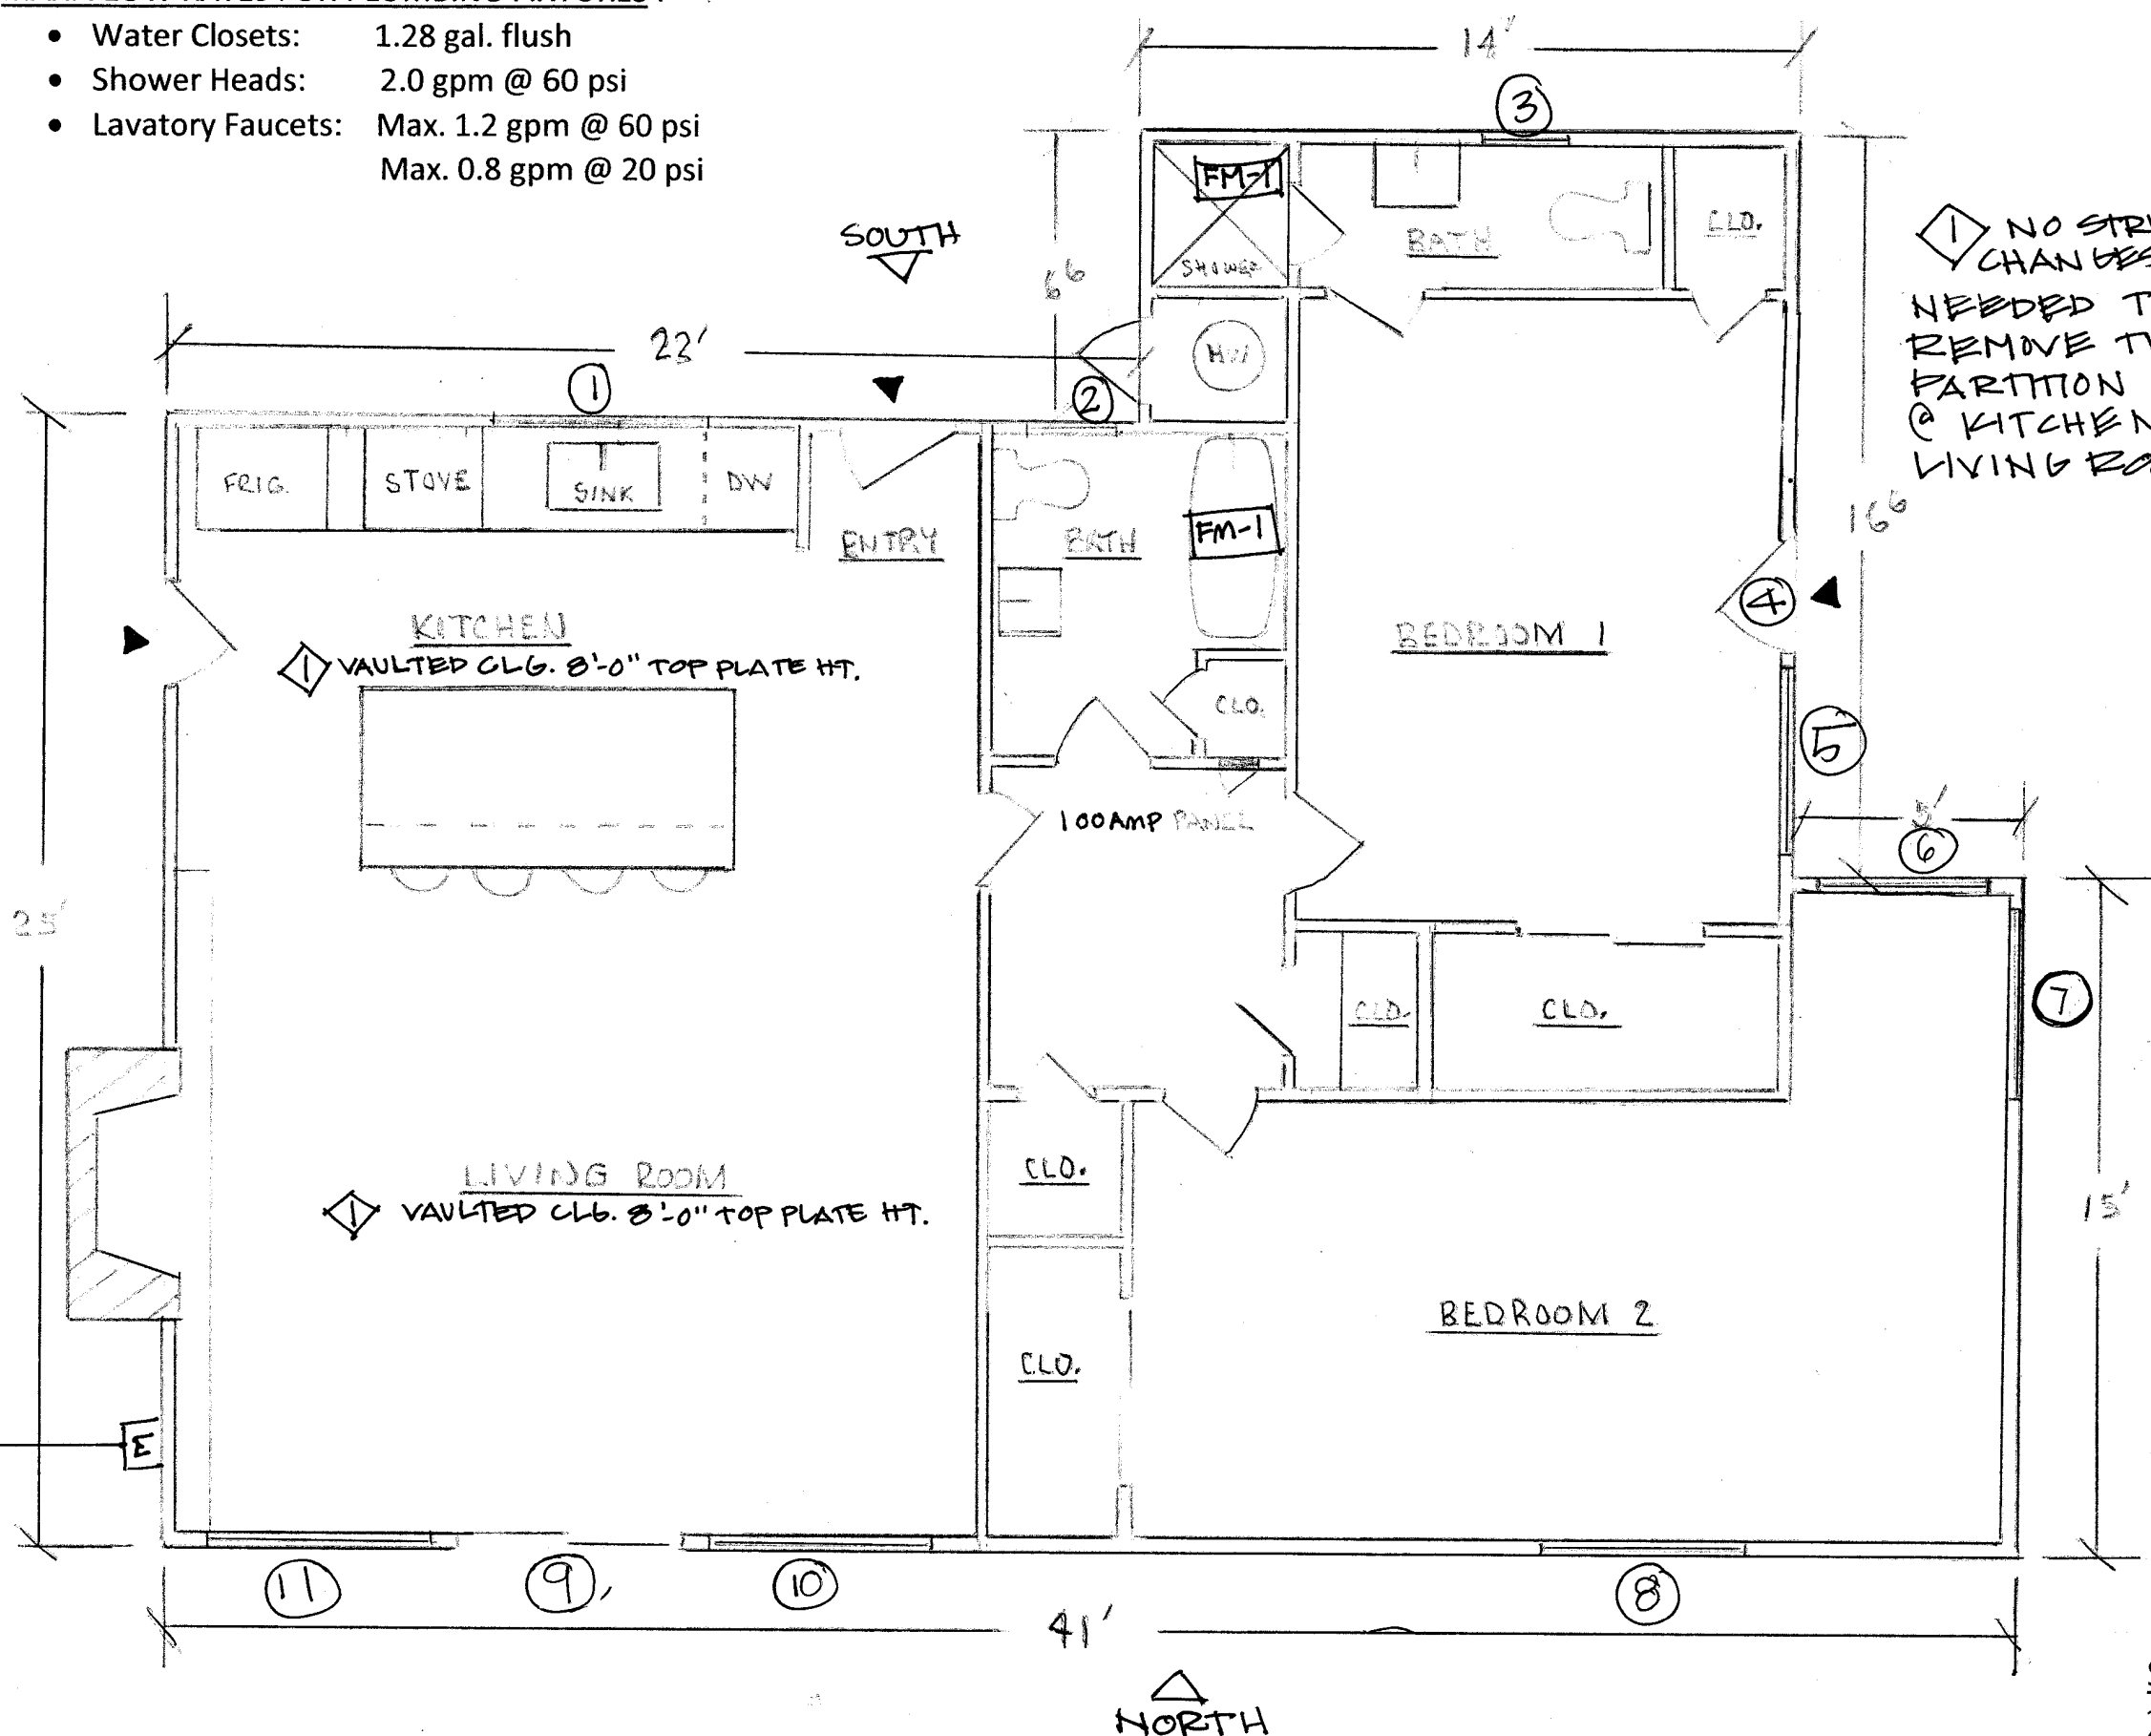 • Water Closets: 1.28 gal. flush
• Shower Heads: 2.0 gpm @ 60 psi
• Lavatory Faucets: Max. 1.2 gpm @ 60 psi
Max. 0.8 gpm @ 20 psi
14'
3
FM-1
SHOWER
BATH
CLO.
SOUTH
6⁶
1 NO
CHANGES
NEEDED
REMOVE
PARTITION
@ KITCHEN
LIVING
23'
1
2
HW
FRIG.
STOVE
SINK
DW
ENTRY
BATH
FM-1
16⁶
KITCHEN
1 VAULTED CLG. 8'-0" TOP PLATE HT.
BEDROOM 1
4
CLO.
5
100 AMP PANEL
5'
6
25'
CLO.
CLO.
7
LIVING ROOM
1 VAULTED CLG. 8'-0" TOP PLATE HT.
CLO.
15'
BEDROOM 2
CLO.
E
11
9
10
8
41'
NORTH